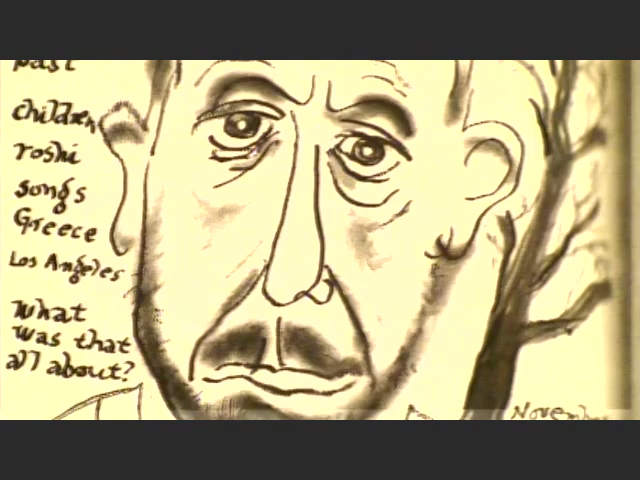 past
children
roshi
songs
Greece
Los Angeles
what
was that
all about?